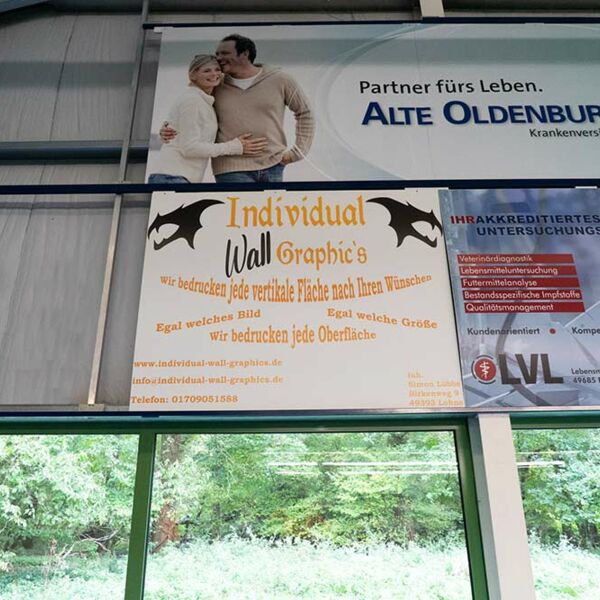 Partner fürs Leben.
ALTE OLDENBUR
Krankenversi
Individual
Wall Graphic's
Wir bedrucken jede vertikale Fläche nach Ihren Wünschen
Egal welches Bild
Egal welche Größe
Wir bedrucken jede Oberfläche
www.individual-wall-graphics.de
info@individual-wall-graphics.de
Telefon: 01709051588
Inh.
Simon Lübbe
Birkenweg 9
49393 Lohne
IHR AKKREDITIERTES
UNTERSUCHUNGS
Veterinärdiagnostik
Lebensmitteluntersuchung
Futtermittelanalyse
Bestandsspezifische Impfstoffe
Qualitätsmanagement
Kundenorientiert • Kompe
LVL
Lebensm
49685